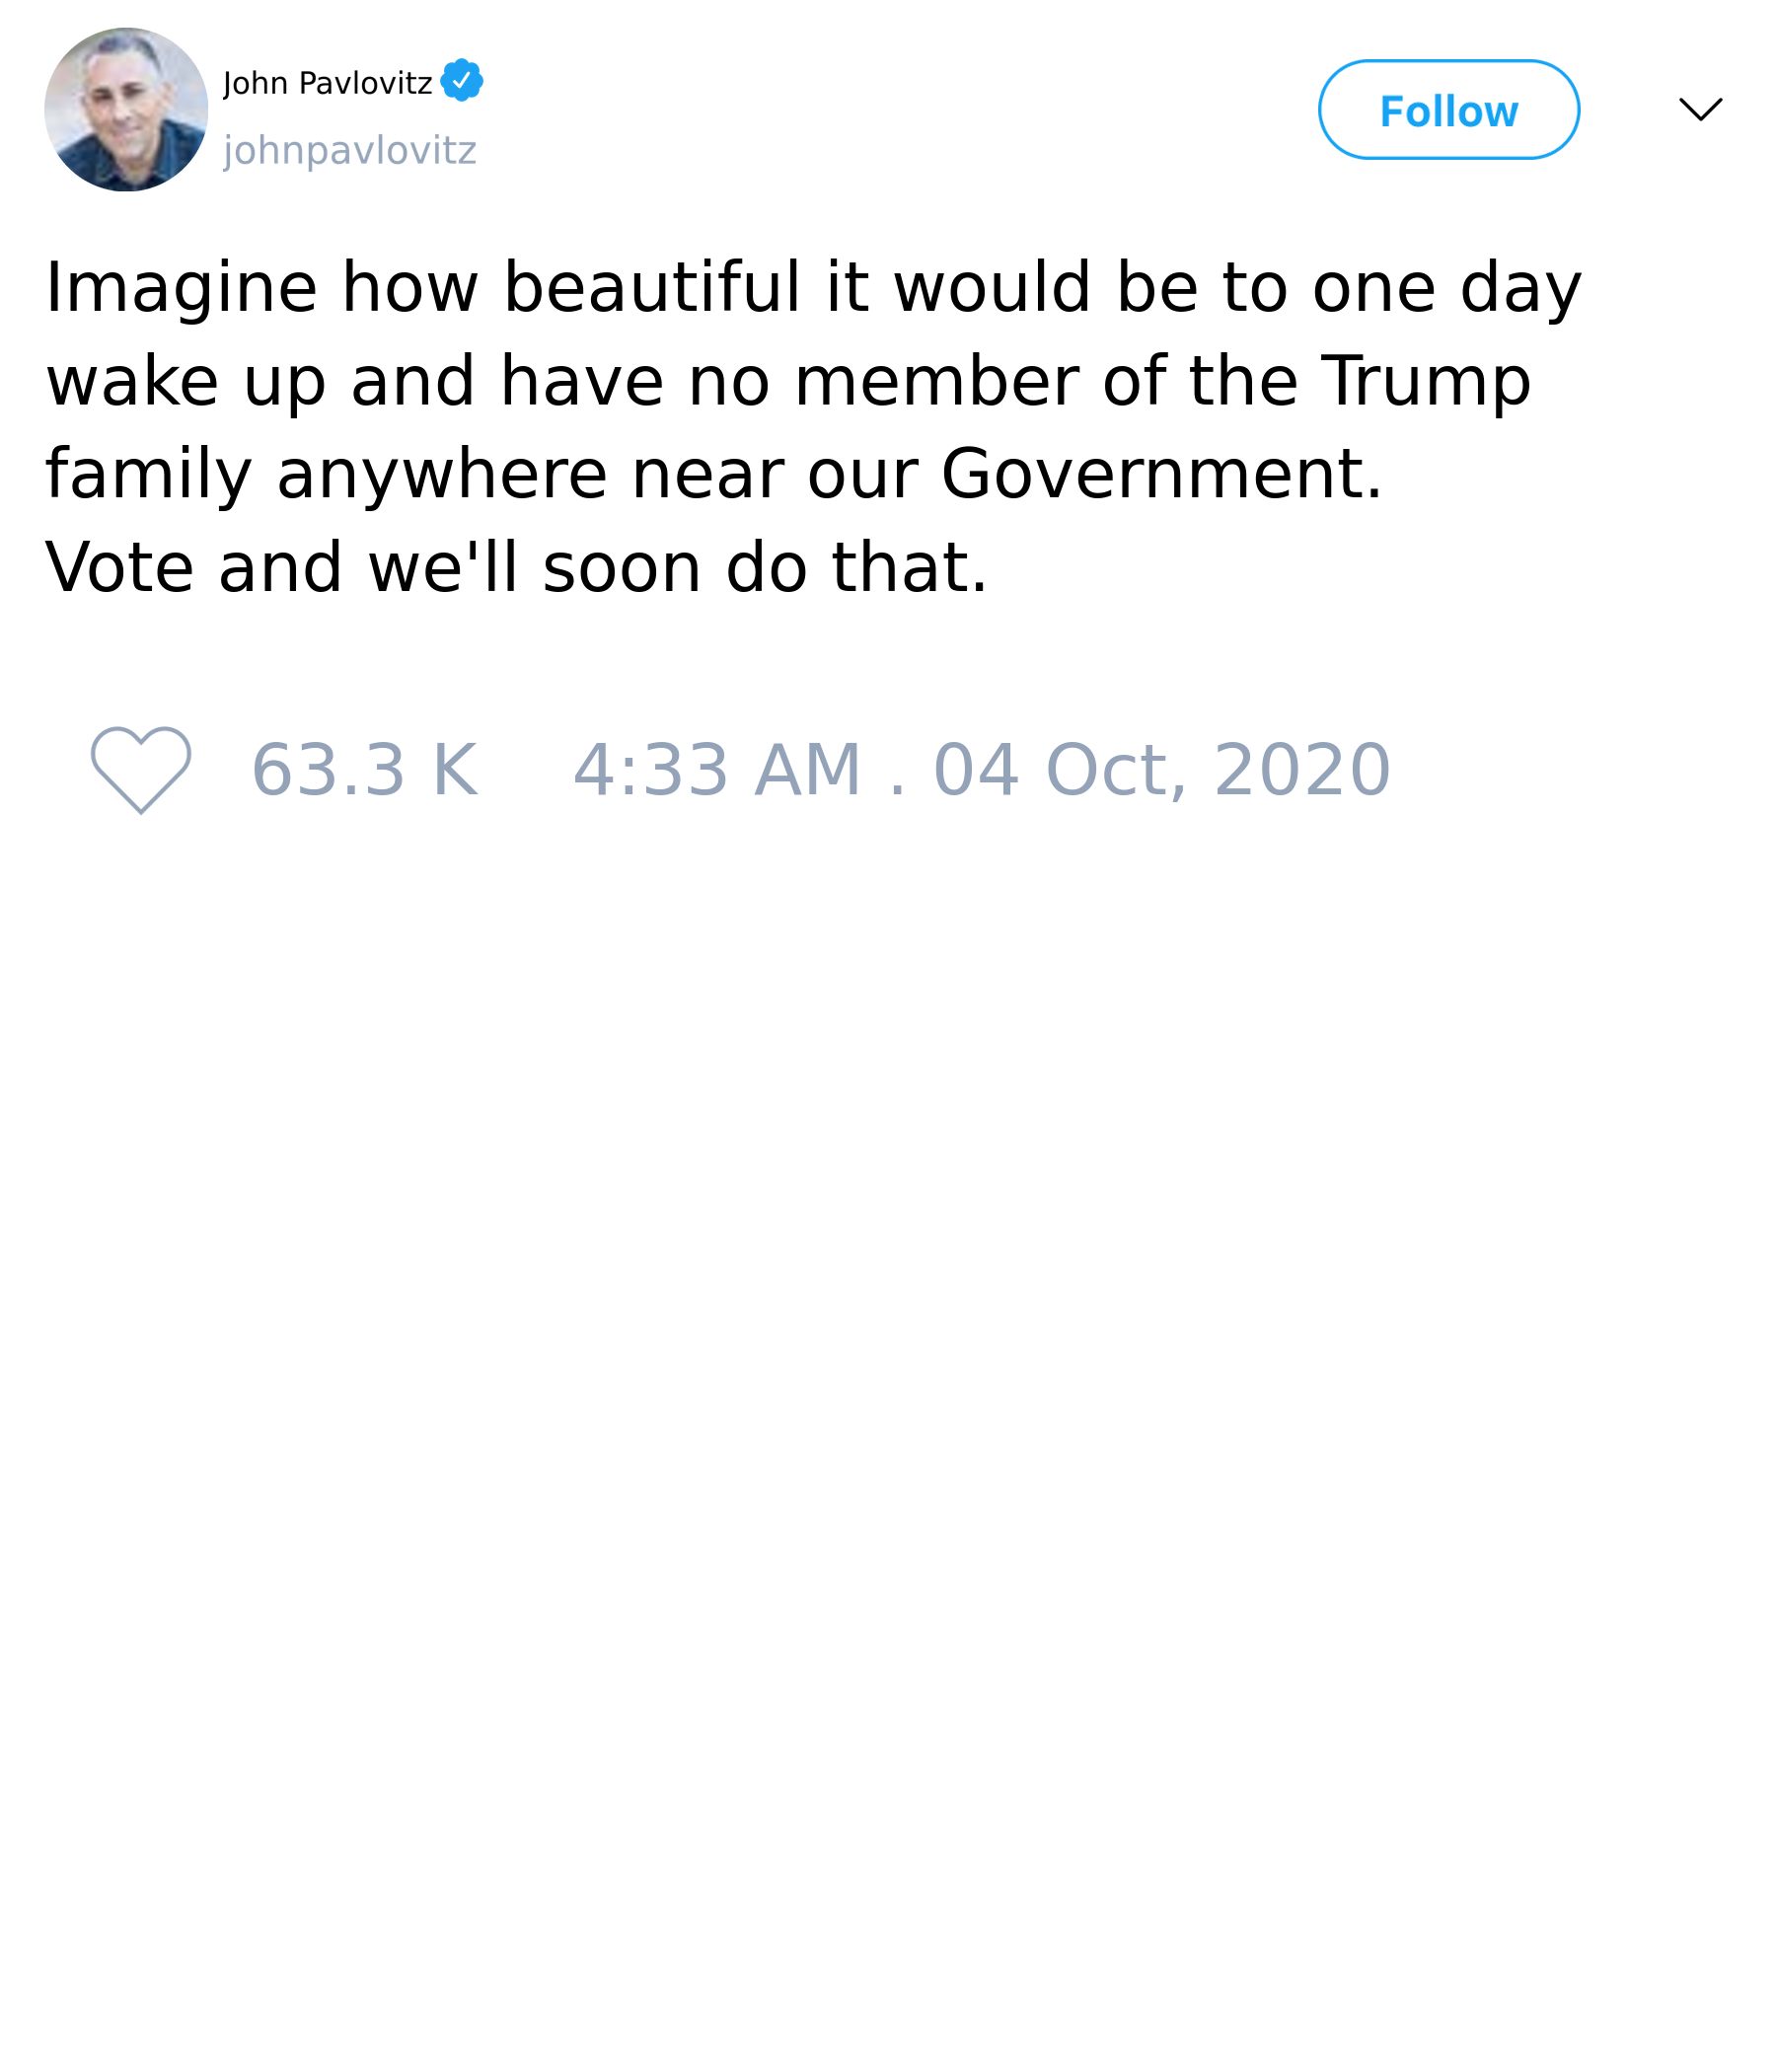 John Pavlovitz
johnpavlovitz
Follow
Imagine how beautiful it would be to one day
wake up and have no member of the Trump
family anywhere near our Government.
Vote and we'll soon do that.
63.3 K 4:33 AM . 04 Oct, 2020